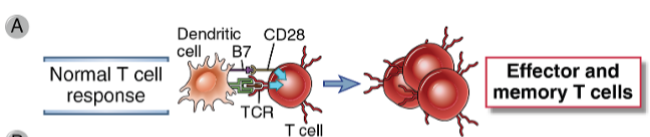 A
Dendritic
cell
B7
CD28
Normal T cell
response
TCR
T cell
Effector and
memory T cells